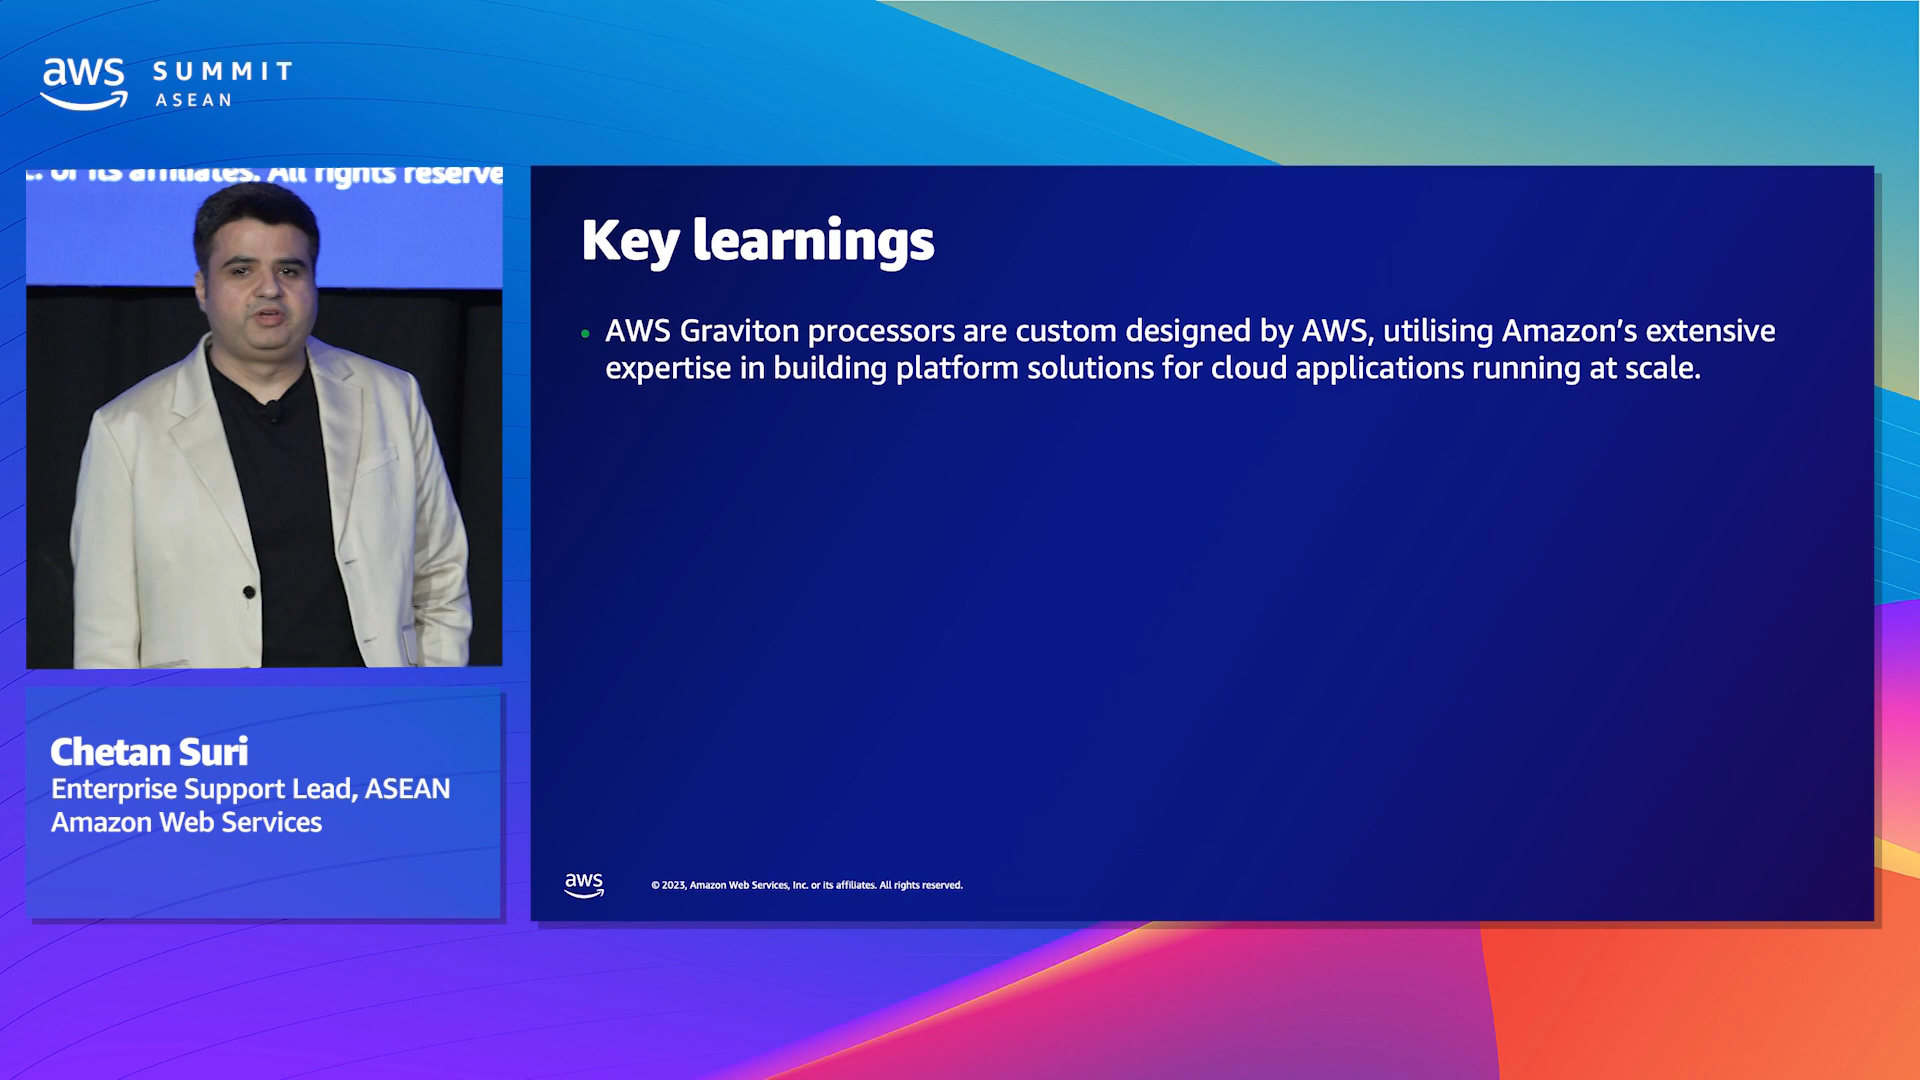 aws SUMMIT
ASEAN
or its affiliates. All rights reserve
Key learnings
• AWS Graviton processors are custom designed by AWS, utilising Amazon’s extensive
expertise in building platform solutions for cloud applications running at scale.
Chetan Suri
Enterprise Support Lead, ASEAN
Amazon Web Services
aws
© 2023, Amazon Web Services, Inc. or its affiliates. All rights reserved.